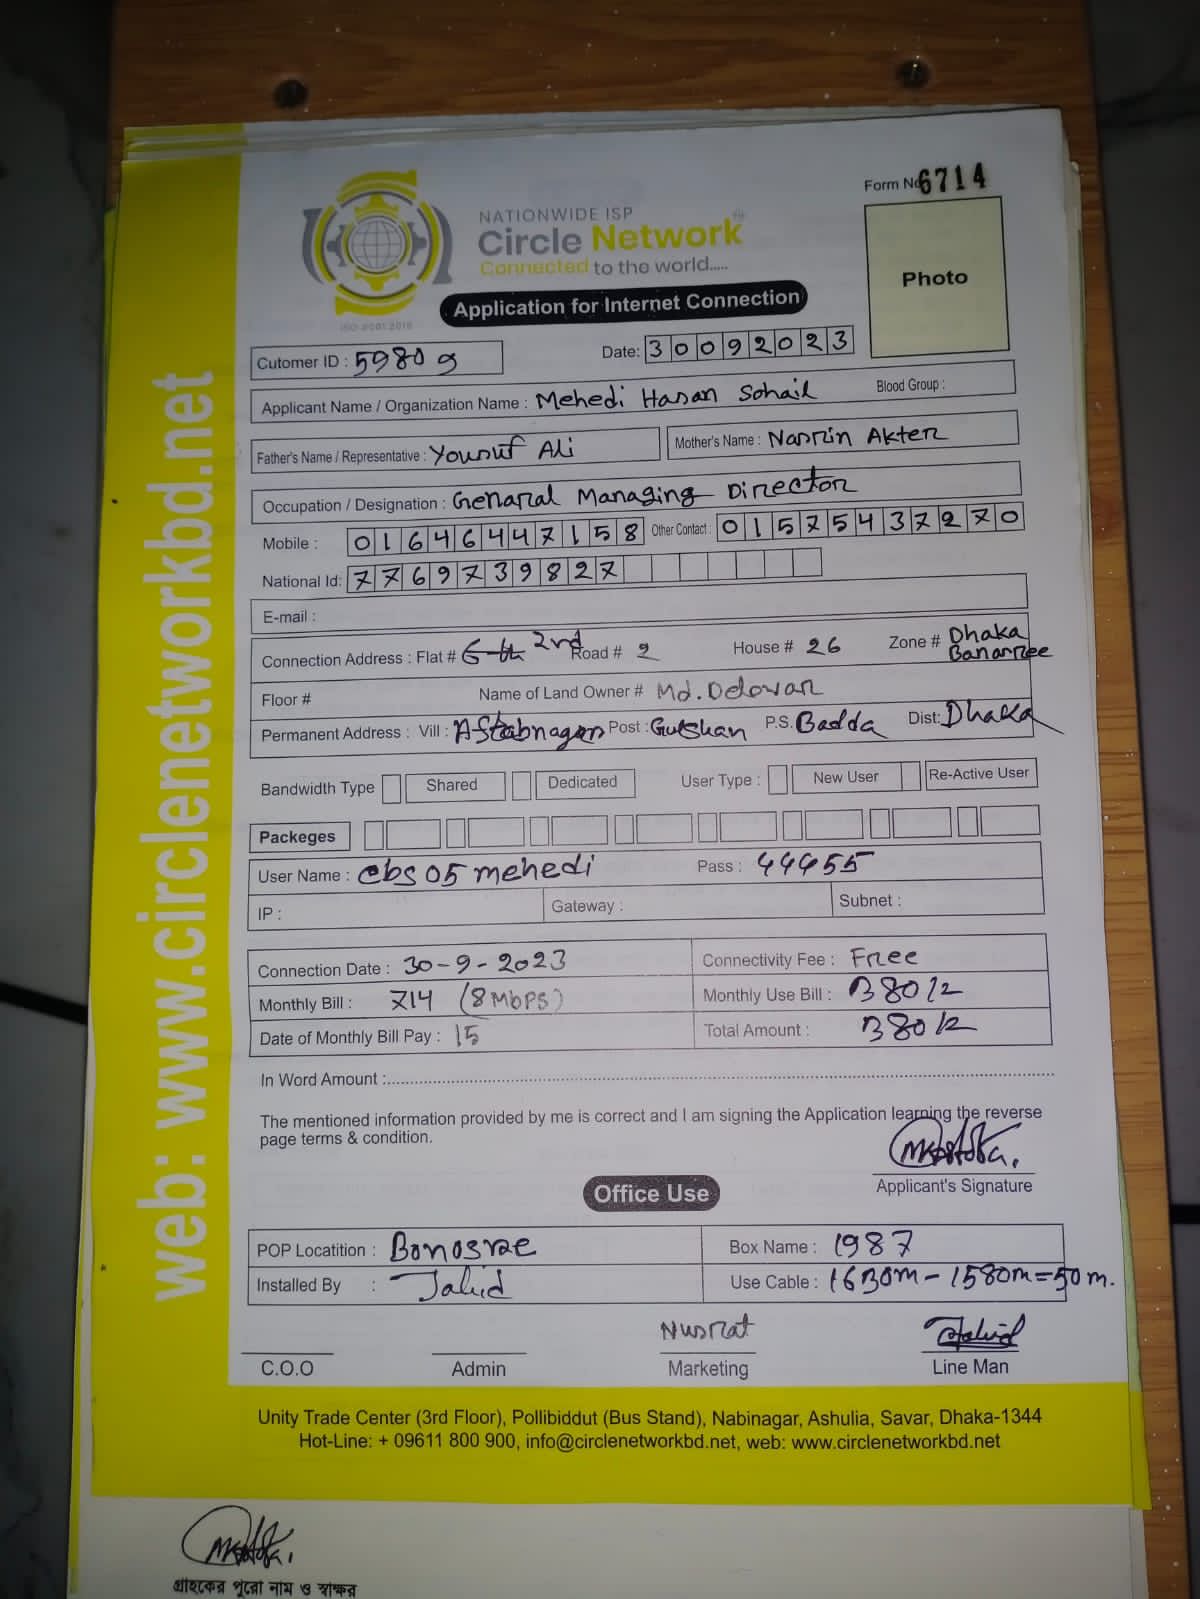 Form No 6714
NATIONWIDE ISP
Circle Network
Connected to the world.....
ISO 9001:2015
Application for Internet Connection
Photo
Cutomer ID : 59809
Date: 30092023
Applicant Name / Organization Name : Mehedi Hasan Sohail Blood Group :
Father's Name / Representative : Yousuf Ali Mother's Name : Nasrin Akter
Occupation / Designation : Genaral Managing Director
Mobile : 01646447158 Other Contact : 01575437270
National Id: 7769739827
E-mail :
Connection Address : Flat # 2nd Road # 2 House # 26 Zone # Dhaka
Banasree
Floor # Name of Land Owner # Md. Delowar
Permanent Address : Vill : Aftabnagar Post : Gulshan P.S. Badda Dist: Dhaka
Bandwidth Type Shared Dedicated User Type : New User Re-Active User
Packeges
User Name : cbs05mehedi Pass : 44455
IP : Gateway : Subnet :
Connection Date : 30-9-2023 Connectivity Fee : Free
Monthly Bill : 714 (8Mbps) Monthly Use Bill : 380/=
Date of Monthly Bill Pay : 15 Total Amount : 380/=
In Word Amount :
The mentioned information provided by me is correct and I am signing the Application learning the reverse
page terms & condition.
Applicant's Signature
Office Use
POP Locatition : Bonosree Box Name : 1987
Installed By : Jahid Use Cable : 1630m - 1580m = 50m.
Nusrat Jahid
C.O.O Admin Marketing Line Man
Unity Trade Center (3rd Floor), Pollibiddut (Bus Stand), Nabinagar, Ashulia, Savar, Dhaka-1344
Hot-Line: + 09611 800 900, info@circlenetworkbd.net, web: www.circlenetworkbd.net
web: www.circlenetworkbd.net
গ্রাহকের পুরো নাম ও স্বাক্ষর